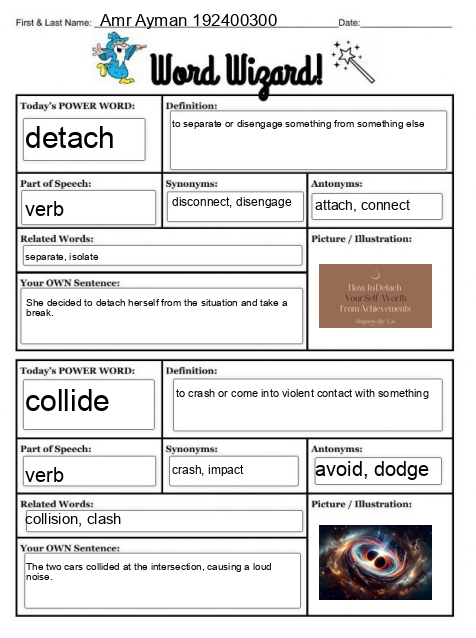 First & Last Name: Amr Ayman 192400300 Date:
Word Wizard!
Today's POWER WORD:
detach
Definition:
to separate or disengage something from something else
Part of Speech:
verb
Synonyms:
disconnect, disengage
Antonyms:
attach, connect
Related Words:
separate, isolate
Your OWN Sentence:
She decided to detach herself from the situation and take a
break.
Picture / Illustration:
How to Detach
Your Self-Worth
From Achievements
Today's POWER WORD:
collide
Definition:
to crash or come into violent contact with something
Part of Speech:
verb
Synonyms:
crash, impact
Antonyms:
avoid, dodge
Related Words:
collision, clash
Your OWN Sentence:
The two cars collided at the intersection, causing a loud
noise.
Picture / Illustration: